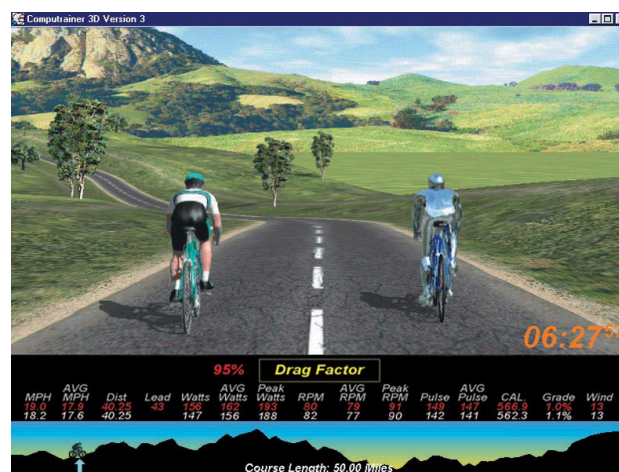 Computrainer 3D Version 3
06:27
95% Drag Factor
MPH AVG MPH Dist Lead Watts AVG Watts Peak Watts RPM AVG RPM Peak RPM Pulse AVG Pulse CAL. Grade Wind
19.0 17.9 40.25 43 156 162 193 80 79 91 149 147 566.9 1.0% 13
18.2 17.6 40.25 147 156 188 82 77 90 142 141 562.3 1.1% 13
Course Length: 50.00 Miles